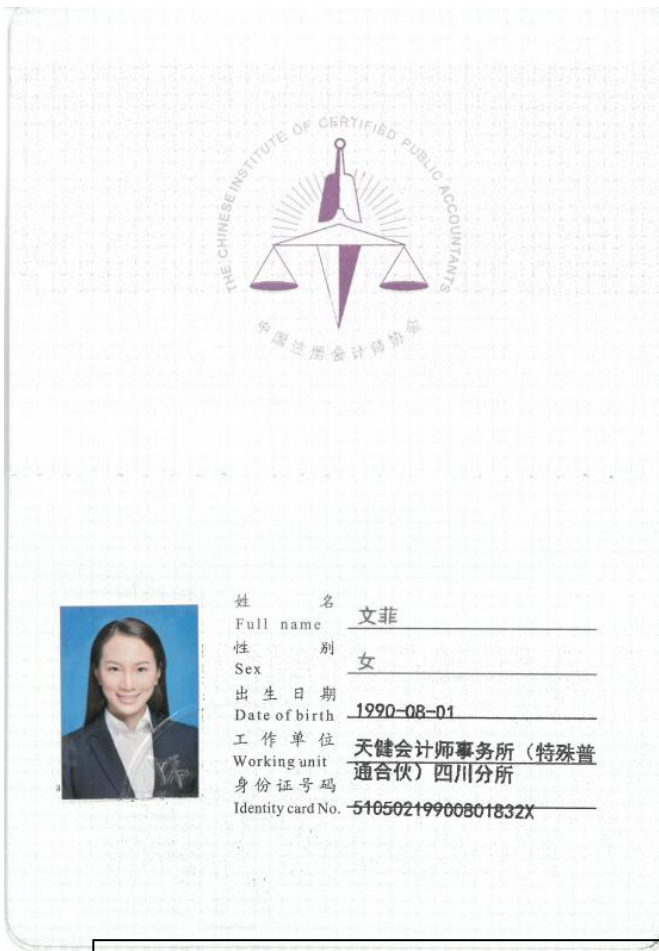 THE CHINESE INSTITUTE OF CERTIFIED PUBLIC ACCOUNTANTS
中国注册会计师协会
姓 名 文菲
Full name
性 别 女
Sex
出生日期
Date of birth 1990-08-01
工作单位 天健会计师事务所（特殊普
Working unit 通合伙）四川分所
身份证号码
Identity card No. 51050219900801832X